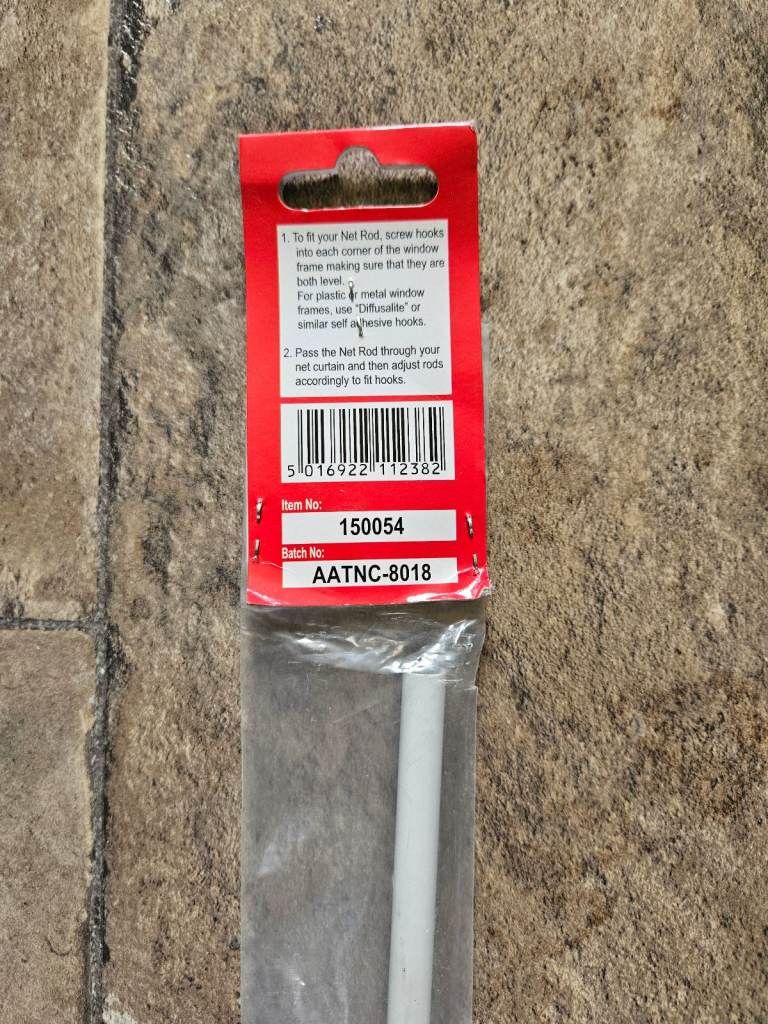 1. To fit your Net Rod, screw hooks
into each corner of the window
frame making sure that they are
both level.
For plastic or metal window
frames, use "Diffusalite" or
similar self adhesive hooks.
2. Pass the Net Rod through your
net curtain and then adjust rods
accordingly to fit hooks.
5 016922 112382
Item No:
150054
Batch No:
AATNC-8018